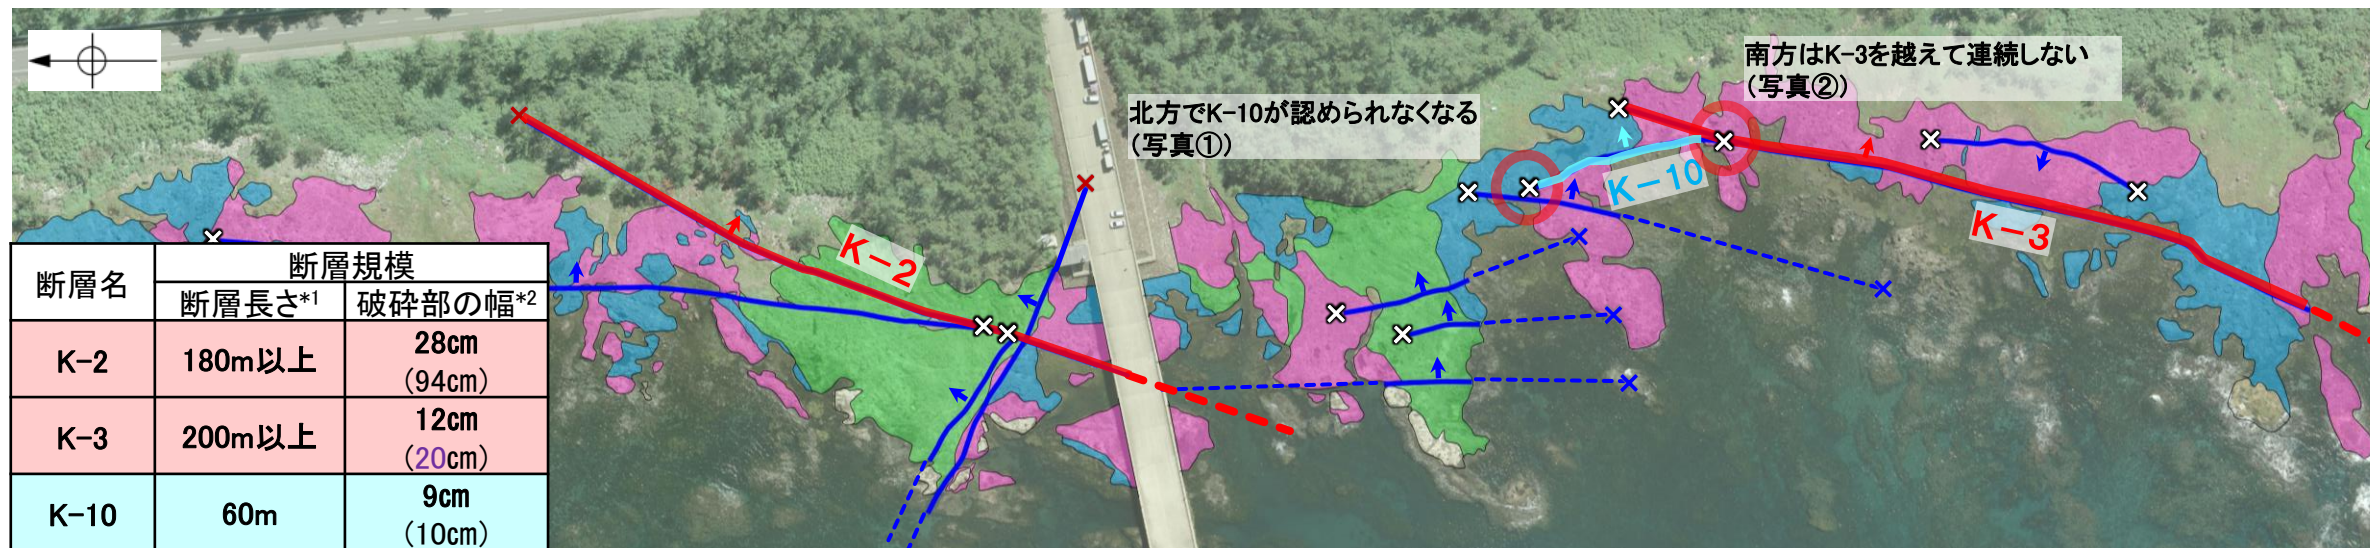 南方はK-3を越えて連続しない
(写真②)
北方でK-10が認められなくなる
(写真①)
K-10
K-2
K-3
断層名
断層規模
断層長さ*1
破砕部の幅*2
K-2
180m以上
28cm
(94cm)
K-3
200m以上
12cm
(20cm)
K-10
60m
9cm
(10cm)